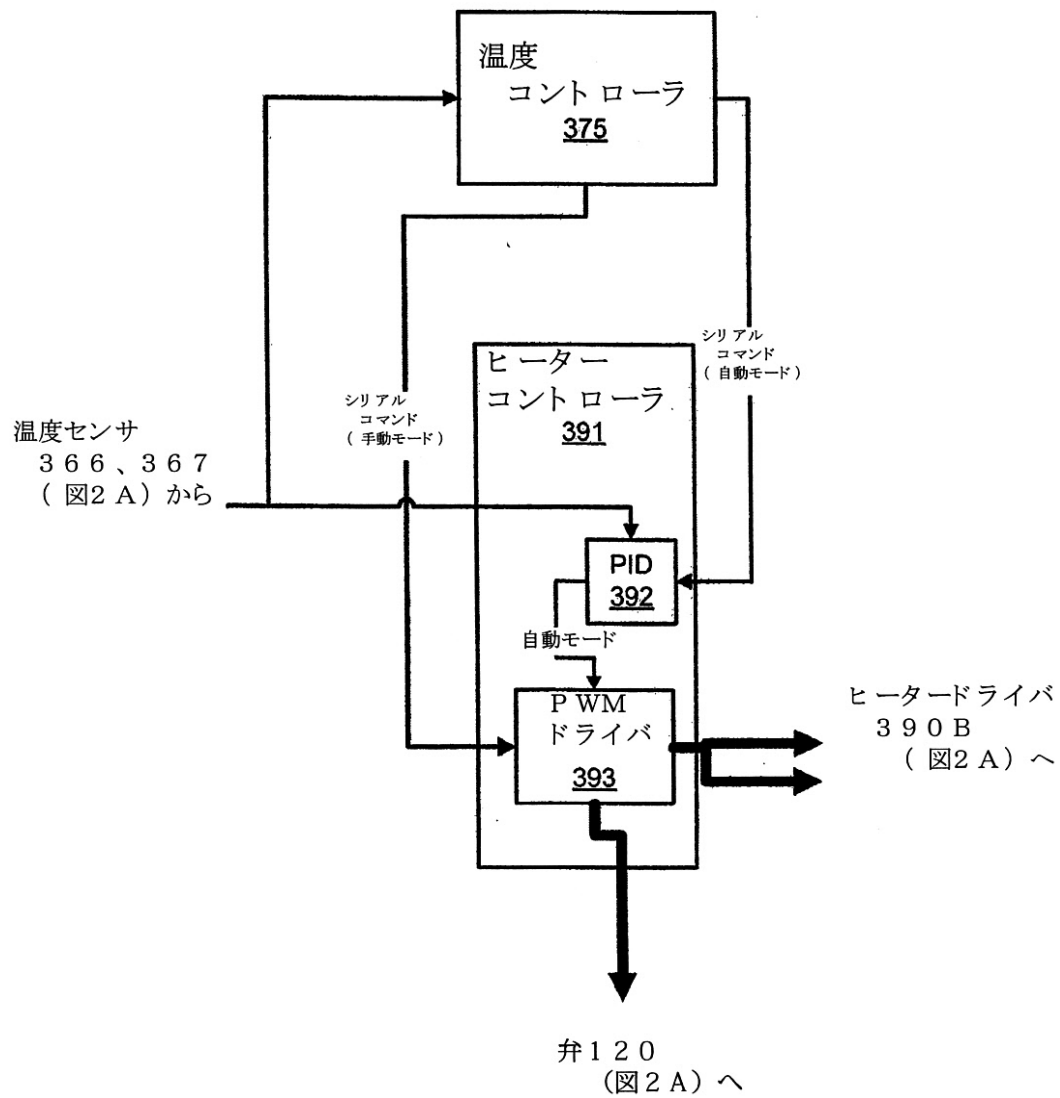 温度
コントローラ
375
シリアル
コマンド
(自動モード)
ヒーター
コントローラ
391
シリアル
コマンド
(手動モード)
温度センサ
366、367
(図2A)から
PID
392
自動モード
PWM
ドライバ
393
ヒータードライバ
390B
(図2A)へ
弁120
(図2A)へ